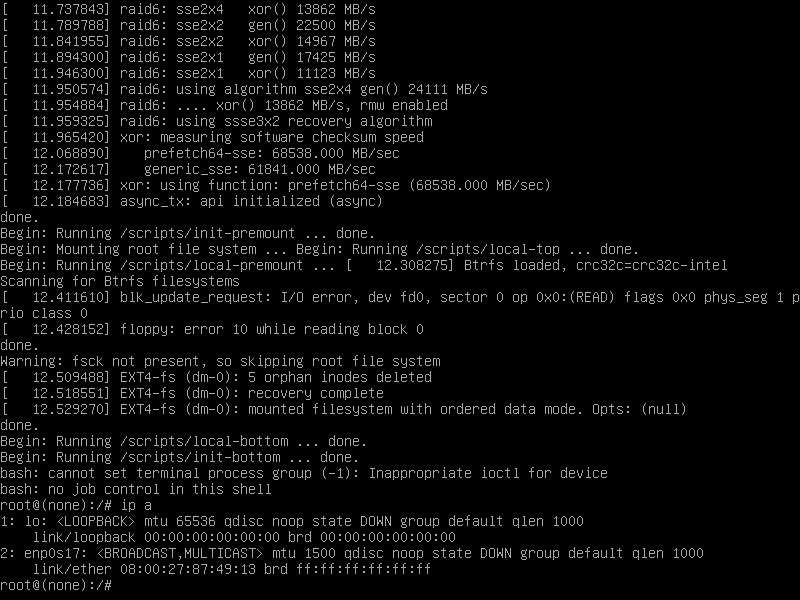 [   11.737843] raid6: sse2x4   xor() 13862 MB/s
[   11.789788] raid6: sse2x2   gen() 22500 MB/s
[   11.841955] raid6: sse2x2   xor() 14967 MB/s
[   11.894300] raid6: sse2x1   gen() 17425 MB/s
[   11.946300] raid6: sse2x1   xor() 11123 MB/s
[   11.950574] raid6: using algorithm sse2x4 gen() 24111 MB/s
[   11.954884] raid6: .... xor() 13862 MB/s, rmw enabled
[   11.959325] raid6: using ssse3x2 recovery algorithm
[   11.965420] xor: measuring software checksum speed
[   12.068890]    prefetch64-sse: 68538.000 MB/sec
[   12.172617]    generic_sse: 61841.000 MB/sec
[   12.177736] xor: using function: prefetch64-sse (68538.000 MB/sec)
[   12.184683] async_tx: api initialized (async)
done.
Begin: Running /scripts/init-premount ... done.
Begin: Mounting root file system ... Begin: Running /scripts/local-top ... done.
Begin: Running /scripts/local-premount ... [   12.308275] Btrfs loaded, crc32c=crc32c-intel
Scanning for Btrfs filesystems
[   12.411610] blk_update_request: I/O error, dev fd0, sector 0 op 0x0:(READ) flags 0x0 phys_seg 1 p
rio class 0
[   12.428152] floppy: error 10 while reading block 0
done.
Warning: fsck not present, so skipping root file system
[   12.509488] EXT4-fs (dm-0): 5 orphan inodes deleted
[   12.518551] EXT4-fs (dm-0): recovery complete
[   12.529270] EXT4-fs (dm-0): mounted filesystem with ordered data mode. Opts: (null)
done.
Begin: Running /scripts/local-bottom ... done.
Begin: Running /scripts/init-bottom ... done.
bash: cannot set terminal process group (-1): Inappropriate ioctl for device
bash: no job control in this shell
root@(none):/# ip a
1: lo: <LOOPBACK> mtu 65536 qdisc noop state DOWN group default qlen 1000
    link/loopback 00:00:00:00:00:00 brd 00:00:00:00:00:00
2: enp0s17: <BROADCAST,MULTICAST> mtu 1500 qdisc noop state DOWN group default qlen 1000
    link/ether 08:00:27:87:49:13 brd ff:ff:ff:ff:ff:ff
root@(none):/#